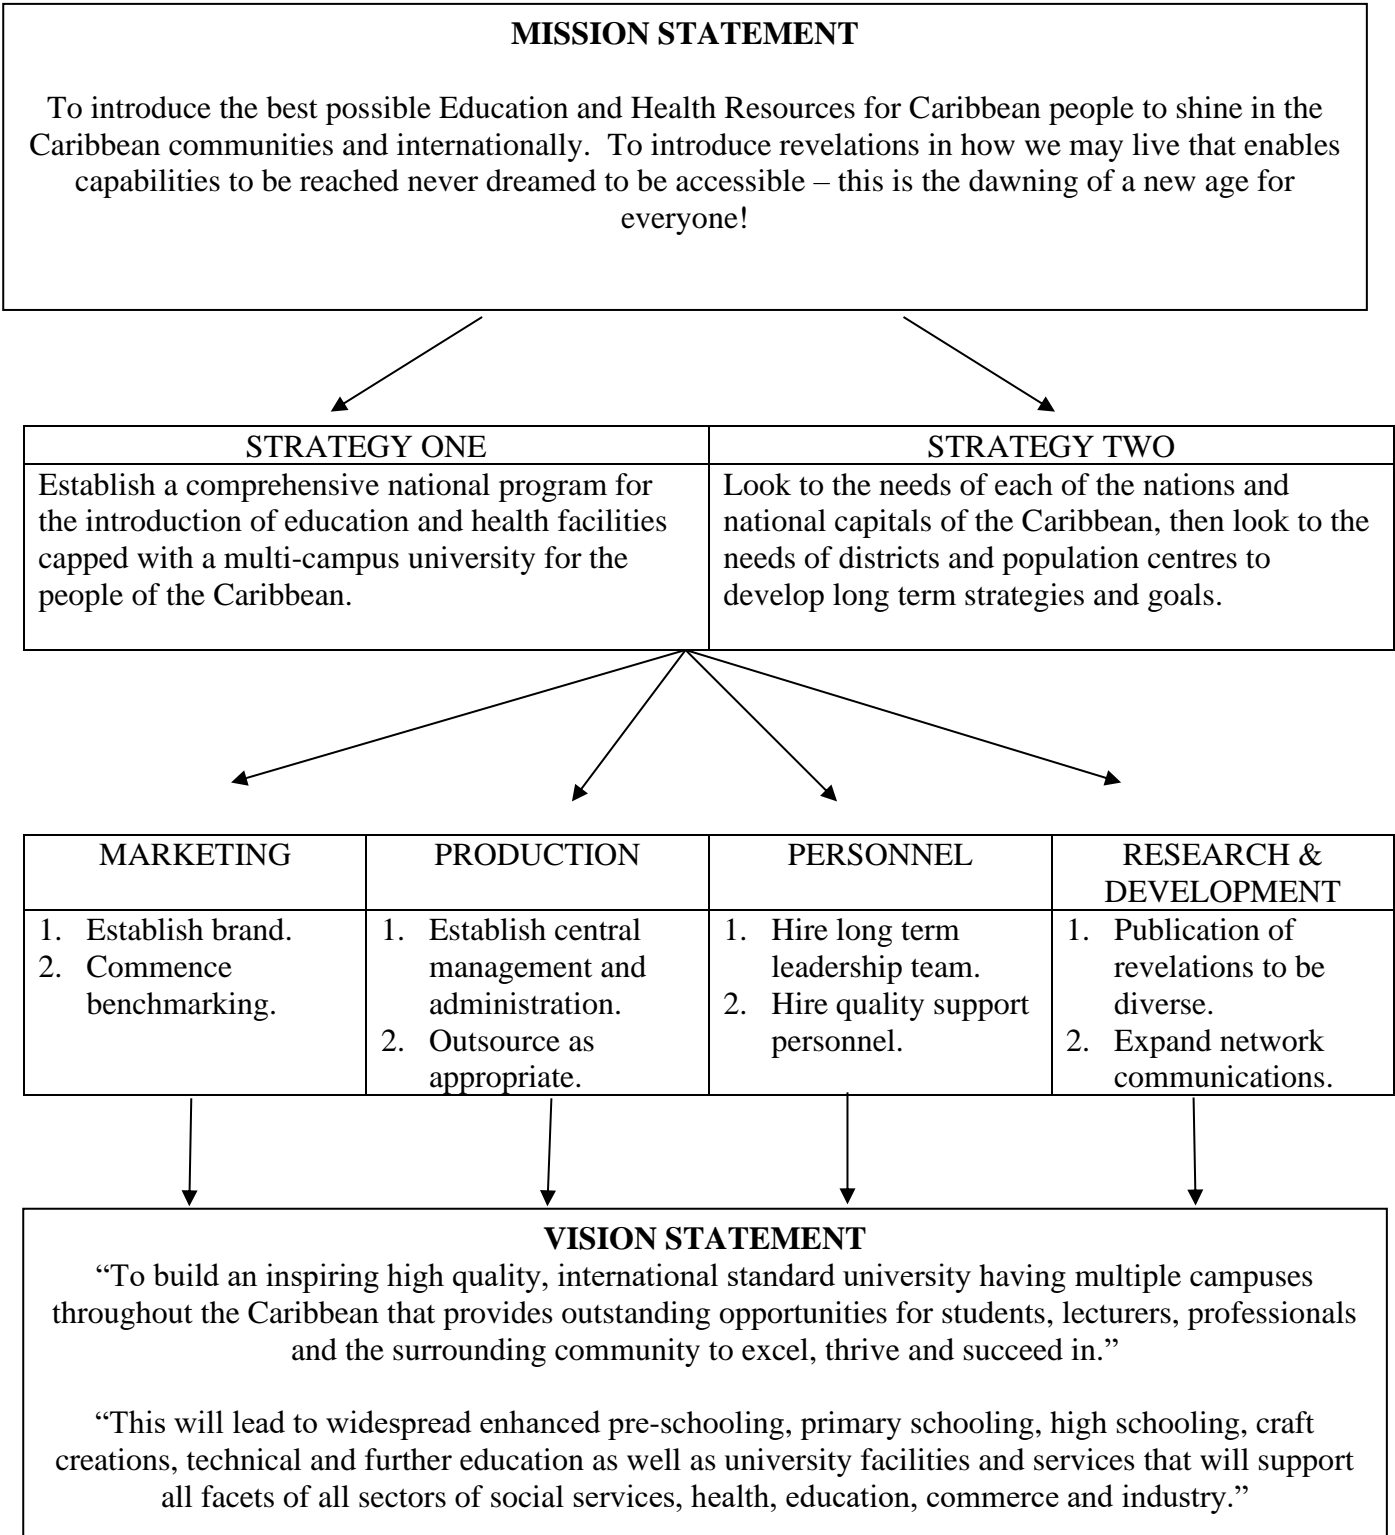 MISSION STATEMENT
To introduce the best possible Education and Health Resources for Caribbean people to shine in the
Caribbean communities and internationally.  To introduce revelations in how we may live that enables
capabilities to be reached never dreamed to be accessible – this is the dawning of a new age for
everyone!
STRATEGY ONE
Establish a comprehensive national program for
the introduction of education and health facilities
capped with a multi-campus university for the
people of the Caribbean.
STRATEGY TWO
Look to the needs of each of the nations and
national capitals of the Caribbean, then look to the
needs of districts and population centres to
develop long term strategies and goals.
MARKETING
1. Establish brand.
2. Commence
benchmarking.
PRODUCTION
1. Establish central
management and
administration.
2. Outsource as
appropriate.
PERSONNEL
1. Hire long term
leadership team.
2. Hire quality support
personnel.
RESEARCH &
DEVELOPMENT
1. Publication of
revelations to be
diverse.
2. Expand network
communications.
VISION STATEMENT
“To build an inspiring high quality, international standard university having multiple campuses
throughout the Caribbean that provides outstanding opportunities for students, lecturers, professionals
and the surrounding community to excel, thrive and succeed in.”
“This will lead to widespread enhanced pre-schooling, primary schooling, high schooling, craft
creations, technical and further education as well as university facilities and services that will support
all facets of all sectors of social services, health, education, commerce and industry.”